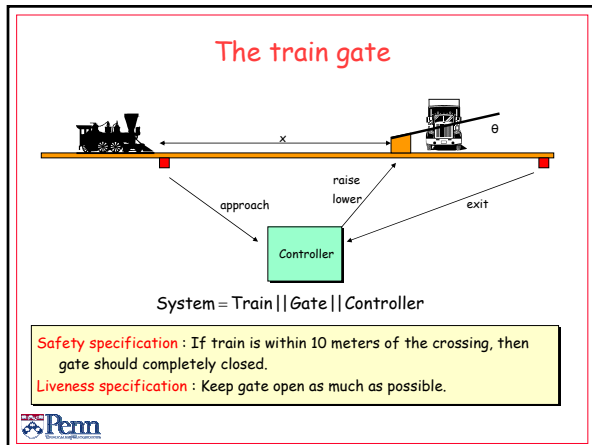 The train gate
x
θ
raise
lower
approach
exit
Controller
System = Train||Gate||Controller
Safety specification : If train is within 10 meters of the crossing, then
gate should completely closed.
Liveness specification : Keep gate open as much as possible.
Penn